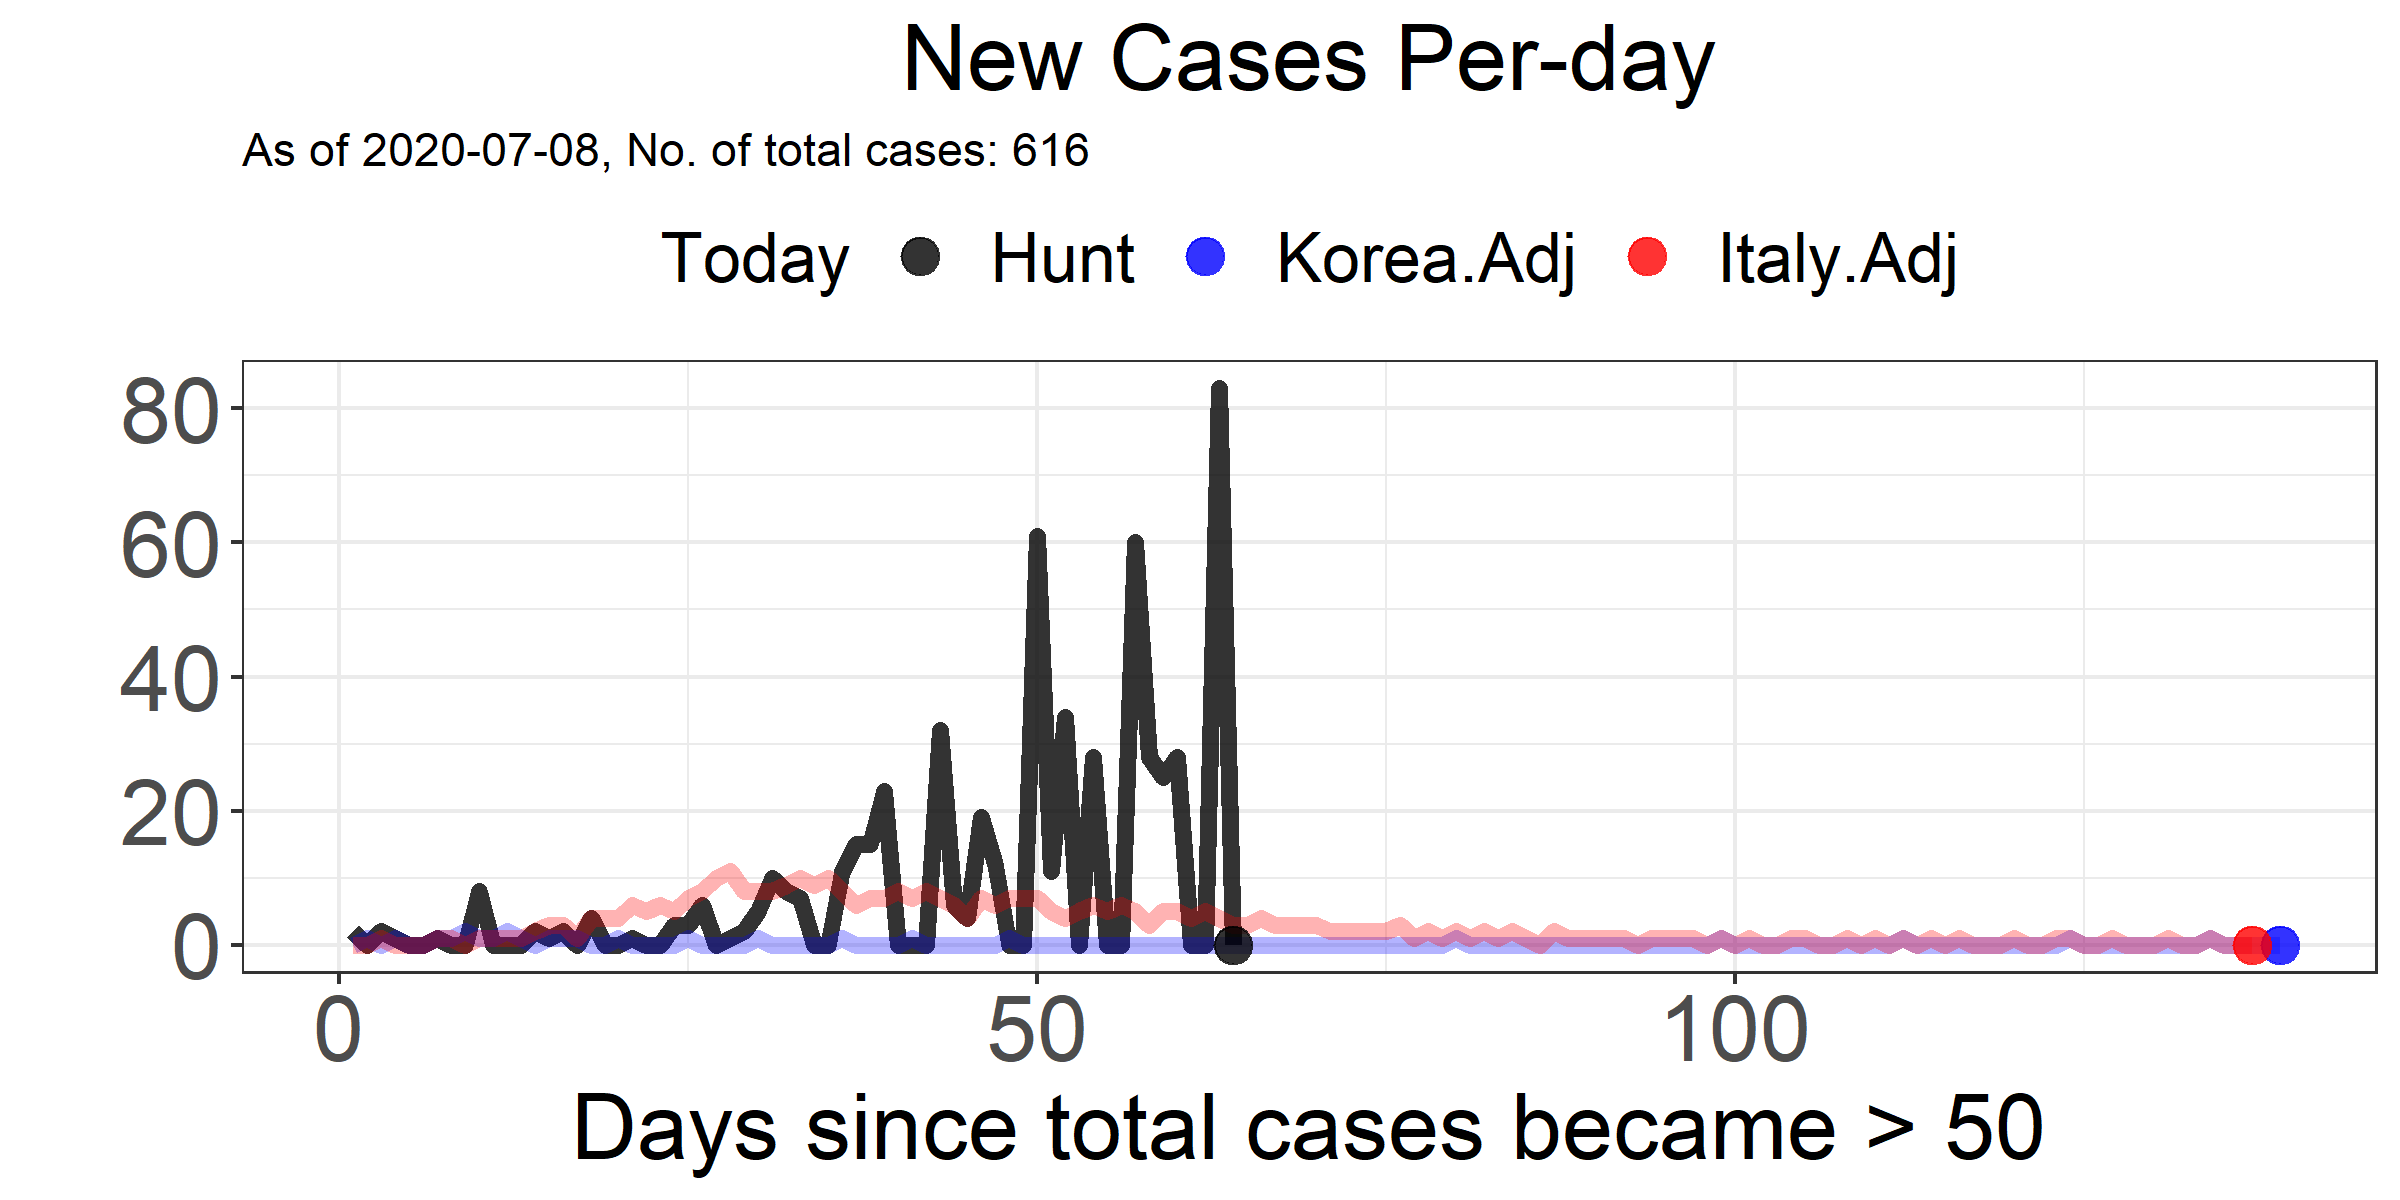 New Cases Per-day
As of 2020-07-08, No. of total cases: 616
Today Hunt Korea.Adj Italy.Adj
80
60
40
20
0
0 50 100
Days since total cases became > 50